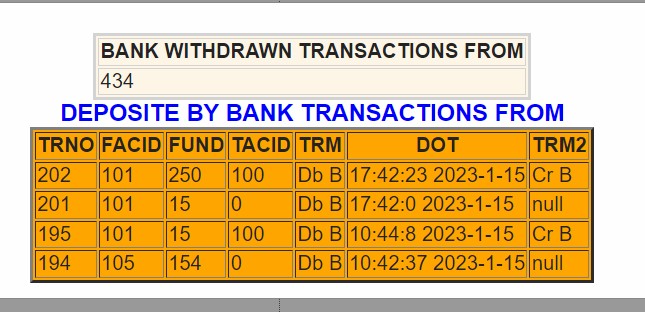 BANK WITHDRAWN TRANSACTIONS FROM
434
DEPOSITE BY BANK TRANSACTIONS FROM
TRNO FACID FUND TACID TRM DOT TRM2
202 101 250 100 Db B 17:42:23 2023-1-15 Cr B
201 101 15 0 Db B 17:42:0 2023-1-15 null
195 101 15 100 Db B 10:44:8 2023-1-15 Cr B
194 105 154 0 Db B 10:42:37 2023-1-15 null